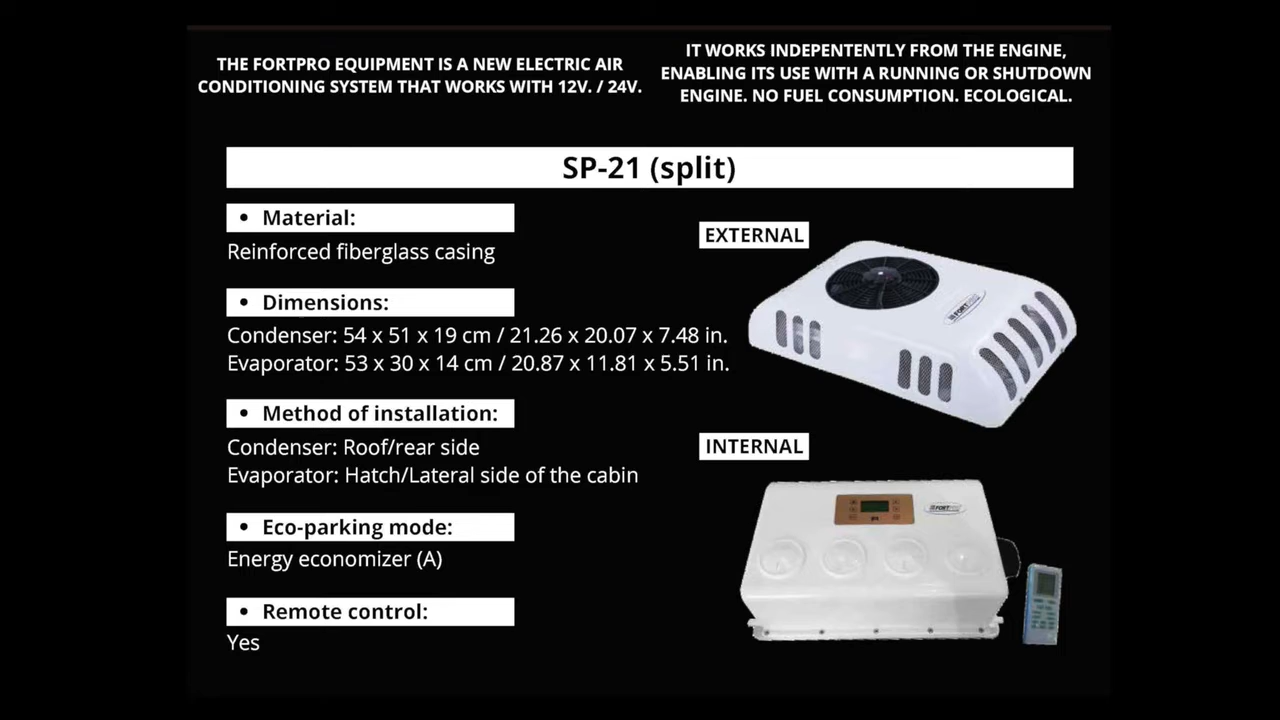 THE FORTPRO EQUIPMENT IS A NEW ELECTRIC AIR
CONDITIONING SYSTEM THAT WORKS WITH 12V. / 24V.
IT WORKS INDEPENTENTLY FROM THE ENGINE,
ENABLING ITS USE WITH A RUNNING OR SHUTDOWN
ENGINE. NO FUEL CONSUMPTION. ECOLOGICAL.
SP-21 (split)
• Material:
Reinforced fiberglass casing
• Dimensions:
Condenser: 54 x 51 x 19 cm / 21.26 x 20.07 x 7.48 in.
Evaporator: 53 x 30 x 14 cm / 20.87 x 11.81 x 5.51 in.
• Method of installation:
Condenser: Roof/rear side
Evaporator: Hatch/Lateral side of the cabin
• Eco-parking mode:
Energy economizer (A)
• Remote control:
Yes
EXTERNAL
FORTPRO
INTERNAL
FORTPRO